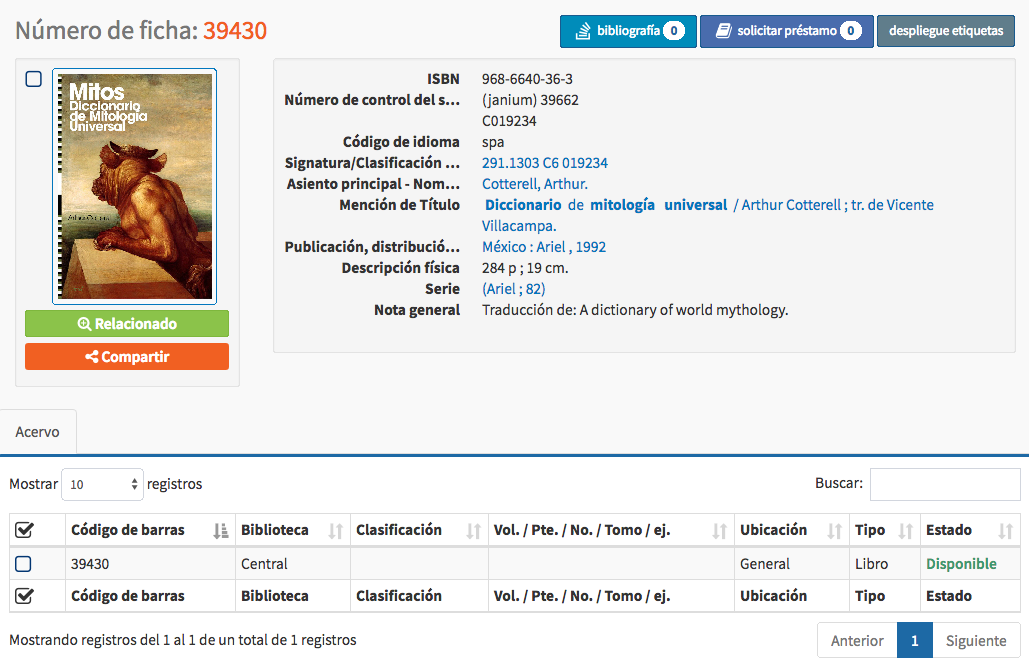 Número de ficha: 39430
bibliografía 0
solicitar préstamo 0
despliegue etiquetas
Mitos
Diccionario
de Mitología
Universal
Relacionado
Compartir
ISBN 968-6640-36-3
Número de control del s... (janium) 39662
C019234
Código de idioma spa
Signatura/Clasificación ... 291.1303 C6 019234
Asiento principal - Nom... Cotterell, Arthur.
Mención de Título Diccionario de mitología universal / Arthur Cotterell ; tr. de Vicente
Villacampa.
Publicación, distribució... México : Ariel , 1992
Descripción física 284 p ; 19 cm.
Serie (Ariel ; 82)
Nota general Traducción de: A dictionary of world mythology.
Acervo
Mostrar 10 registros
Buscar:
Código de barras Biblioteca Clasificación Vol. / Pte. / No. / Tomo / ej. Ubicación Tipo Estado
39430 Central General Libro Disponible
Código de barras Biblioteca Clasificación Vol. / Pte. / No. / Tomo / ej. Ubicación Tipo Estado
Mostrando registros del 1 al 1 de un total de 1 registros
Anterior 1 Siguiente